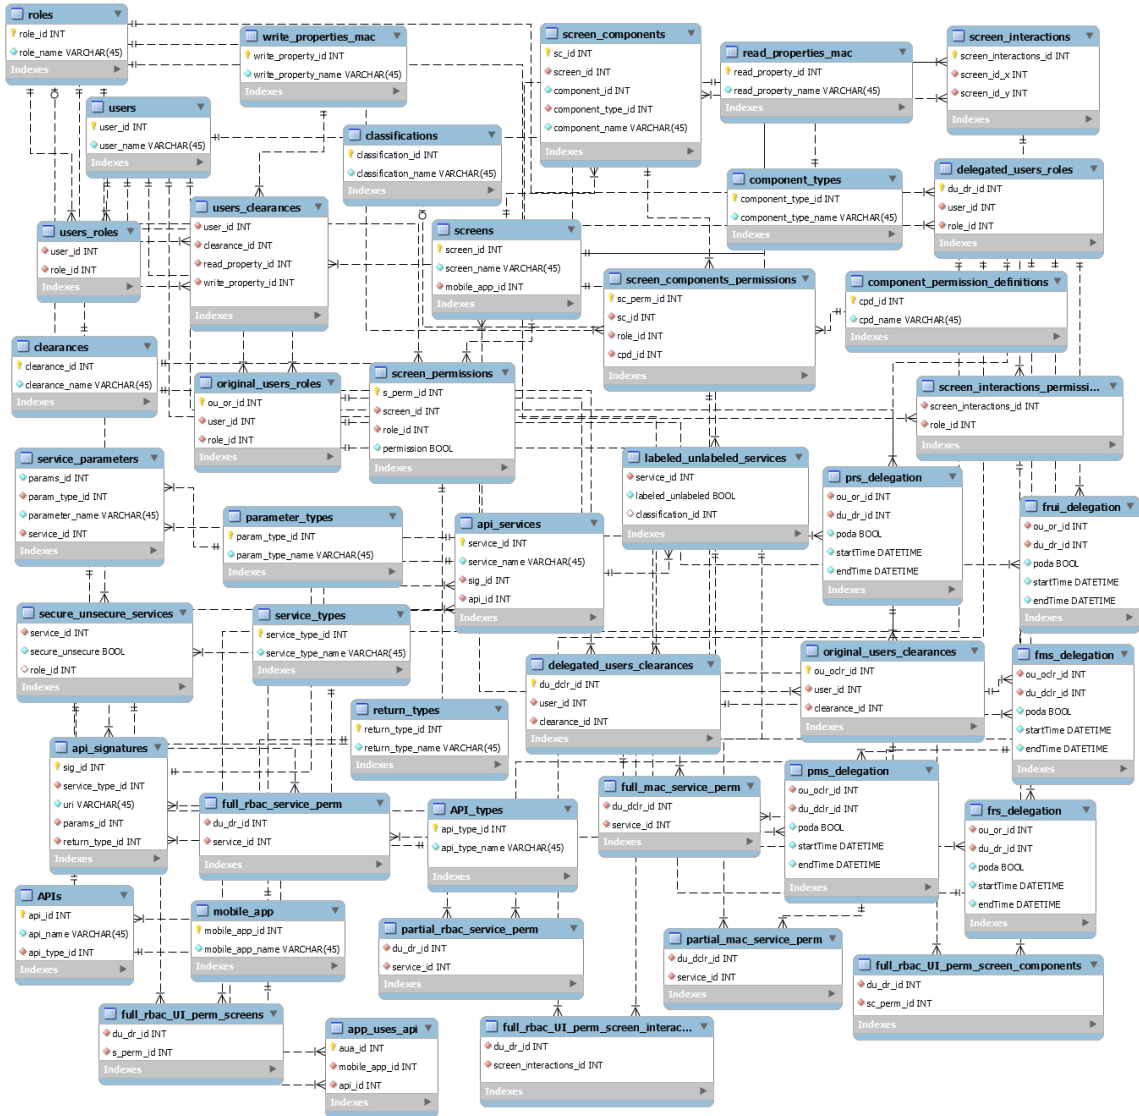 roles
role_id INT
role_name VARCHAR(45)
Indexes
write_properties_mac
write_property_id INT
write_property_name VARCHAR(45)
Indexes
screen_components
sc_id INT
screen_id INT
component_id INT
component_type_id INT
component_name VARCHAR(45)
Indexes
read_properties_mac
read_property_id INT
read_property_name VARCHAR(45)
Indexes
screen_interactions
screen_interactions_id INT
screen_id_x INT
screen_id_y INT
Indexes
users
user_id INT
user_name VARCHAR(45)
Indexes
classifications
classification_id INT
classification_name VARCHAR(45)
Indexes
component_types
component_type_id INT
component_type_name VARCHAR(45)
Indexes
delegated_users_roles
du_dr_id INT
user_id INT
role_id INT
Indexes
users_roles
user_id INT
role_id INT
Indexes
users_clearances
user_id INT
clearance_id INT
read_property_id INT
write_property_id INT
Indexes
screens
screen_id INT
screen_name VARCHAR(45)
mobile_app_id INT
Indexes
screen_components_permissions
sc_perm_id INT
sc_id INT
role_id INT
cpd_id INT
Indexes
component_permission_definitions
cpd_id INT
cpd_name VARCHAR(45)
Indexes
clearances
clearance_id INT
clearance_name VARCHAR(45)
Indexes
original_users_roles
ou_or_id INT
user_id INT
role_id INT
Indexes
screen_permissions
s_perm_id INT
screen_id INT
role_id INT
permission BOOL
Indexes
screen_interactions_permissi...
screen_interactions_id INT
role_id INT
Indexes
service_parameters
params_id INT
param_type_id INT
parameter_name VARCHAR(45)
service_id INT
Indexes
parameter_types
param_type_id INT
param_type_name VARCHAR(45)
Indexes
api_services
service_id INT
service_name VARCHAR(45)
sig_id INT
api_id INT
Indexes
labeled_unlabeled_services
service_id INT
labeled_unlabeled BOOL
classification_id INT
Indexes
prs_delegation
ou_or_id INT
du_dr_id INT
poda BOOL
startTime DATETIME
endTime DATETIME
Indexes
frui_delegation
ou_or_id INT
du_dr_id INT
poda BOOL
startTime DATETIME
endTime DATETIME
Indexes
secure_unsecure_services
service_id INT
secure_unsecure BOOL
role_id INT
Indexes
service_types
service_type_id INT
service_type_name VARCHAR(45)
Indexes
delegated_users_clearances
du_dclr_id INT
user_id INT
clearance_id INT
Indexes
original_users_clearances
ou_oclr_id INT
user_id INT
clearance_id INT
Indexes
fms_delegation
ou_oclr_id INT
du_dclr_id INT
poda BOOL
startTime DATETIME
endTime DATETIME
Indexes
return_types
return_type_id INT
return_type_name VARCHAR(45)
Indexes
api_signatures
sig_id INT
service_type_id INT
uri VARCHAR(45)
params_id INT
return_type_id INT
Indexes
full_rbac_service_perm
du_dr_id INT
service_id INT
Indexes
API_types
api_type_id INT
api_type_name VARCHAR(45)
Indexes
full_mac_service_perm
du_dclr_id INT
service_id INT
Indexes
pms_delegation
ou_oclr_id INT
du_dclr_id INT
poda BOOL
startTime DATETIME
endTime DATETIME
Indexes
frs_delegation
ou_or_id INT
du_dr_id INT
poda BOOL
startTime DATETIME
endTime DATETIME
Indexes
APIs
api_id INT
api_name VARCHAR(45)
api_type_id INT
Indexes
mobile_app
mobile_app_id INT
mobile_app_name VARCHAR(45)
Indexes
partial_rbac_service_perm
du_dr_id INT
service_id INT
Indexes
partial_mac_service_perm
du_dclr_id INT
service_id INT
Indexes
full_rbac_UI_perm_screen_components
du_dr_id INT
sc_perm_id INT
Indexes
full_rbac_UI_perm_screens
du_dr_id INT
s_perm_id INT
Indexes
app_uses_api
aua_id INT
mobile_app_id INT
api_id INT
Indexes
full_rbac_UI_perm_screen_interac...
du_dr_id INT
screen_interactions_id INT
Indexes